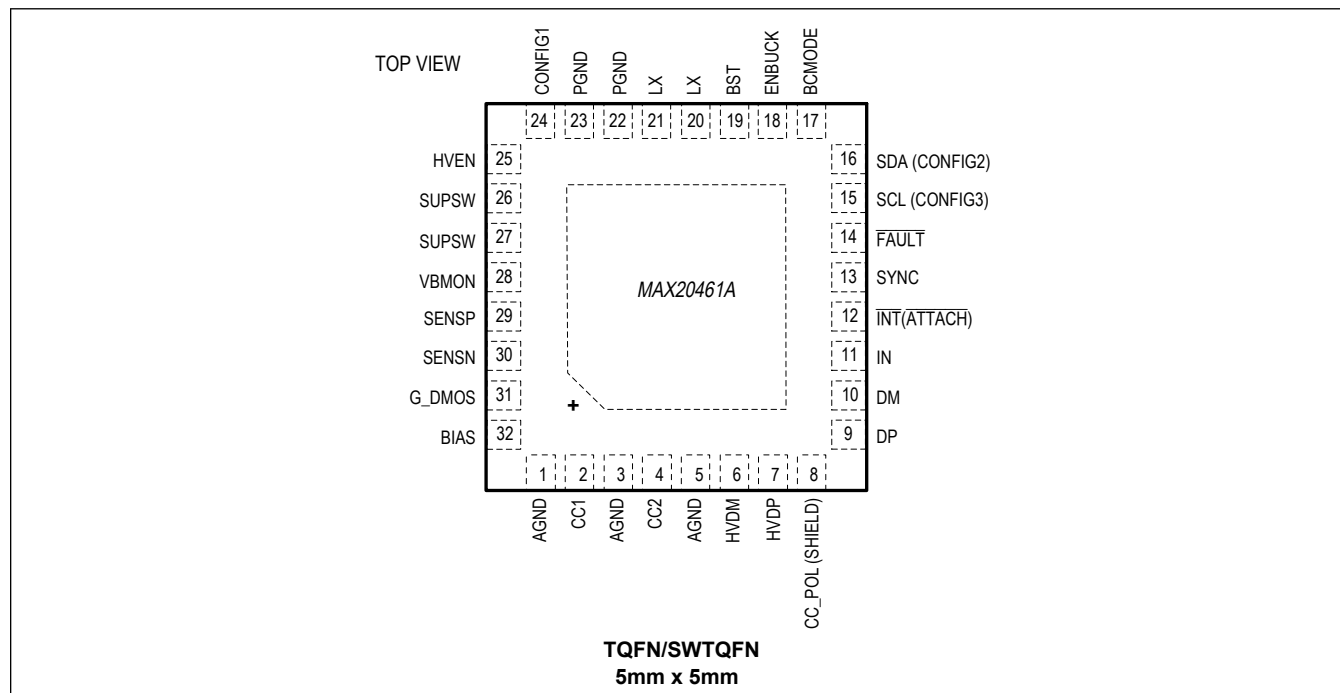 TOP VIEW
CONFIG1
PGND
PGND
LX
LX
BST
ENBUCK
BCMODE
24
23
22
21
20
19
18
17
HVEN 25
SUPSW 26
SUPSW 27
VBMON 28
SENSP 29
SENSN 30
G_DMOS 31
BIAS 32
MAX20461A
+
16 SDA (CONFIG2)
15 SCL (CONFIG3)
14 FAULT
13 SYNC
12 INT(ATTACH)
11 IN
10 DM
9 DP
1
2
3
4
5
6
7
8
AGND
CC1
AGND
CC2
AGND
HVDM
HVDP
CC_POL (SHIELD)
TQFN/SWTQFN
5mm x 5mm